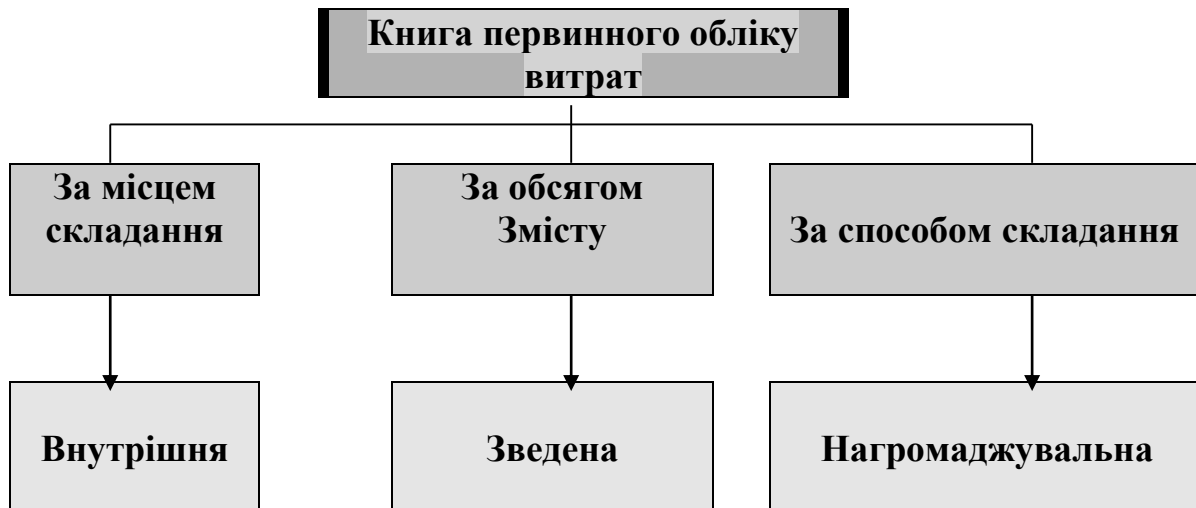 Книга первинного обліку
витрат
За місцем
складання
За обсягом
Змісту
За способом складання
Внутрішня
Зведена
Нагромаджувальна